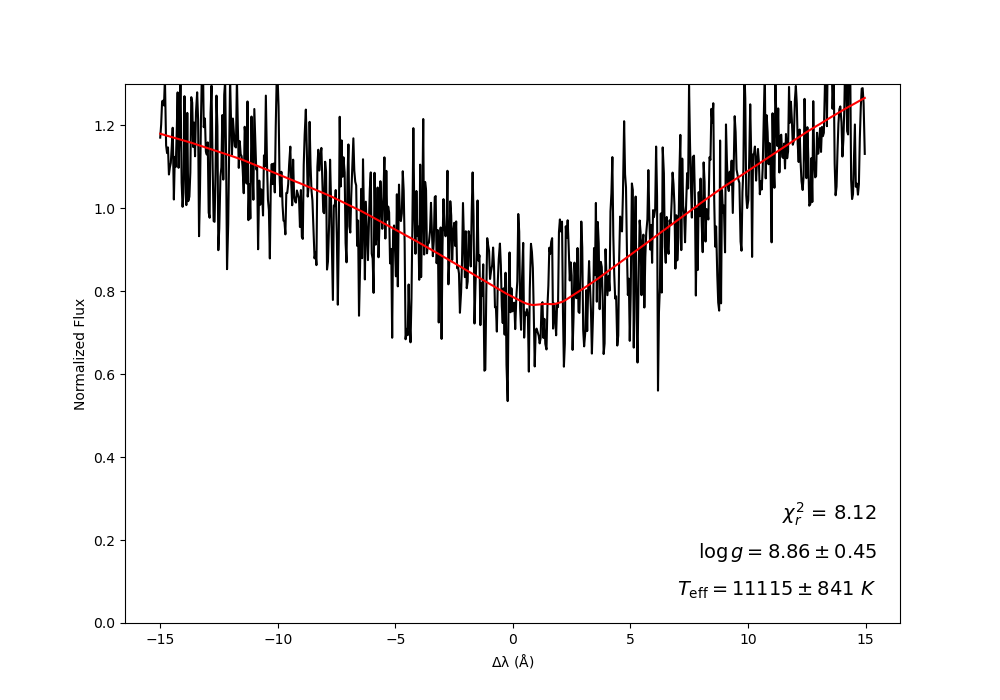 1.2
1.0
0.8
0.6
0.4
0.2
0.0
Normalized Flux
χ²ᵣ = 8.12
log g = 8.86 ± 0.45
T_eff = 11115 ± 841 K
−15 −10 −5 0 5 10 15
Δλ (Å)